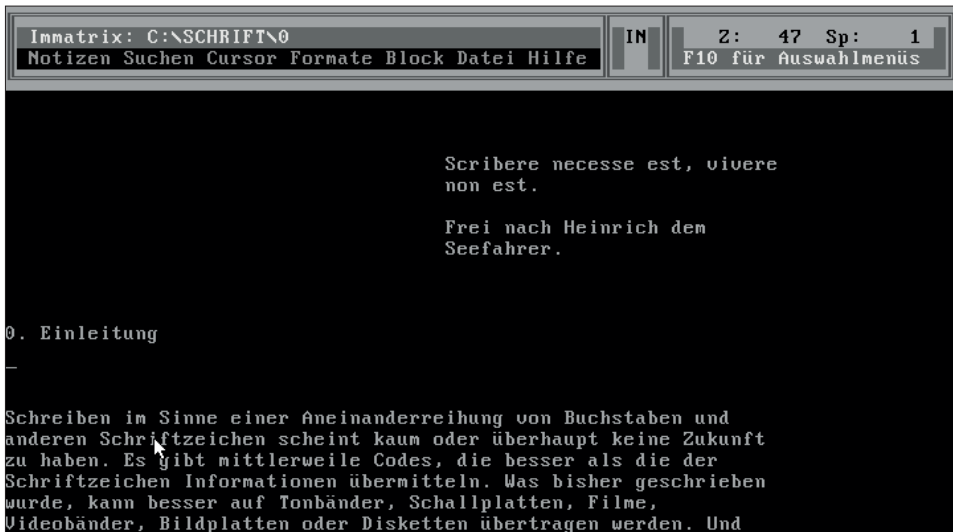 Immatrix: C:\SCHRIFT\0
IN
Z: 47 Sp: 1
Notizen Suchen Cursor Formate Block Datei Hilfe
F10 für Auswahlmenüs
Scribere necesse est, vivere
non est.
Frei nach Heinrich dem
Seefahrer.
0. Einleitung
Schreiben im Sinne einer Aneinanderreihung von Buchstaben und
anderen Schriftzeichen scheint kaum oder überhaupt keine Zukunft
zu haben. Es gibt mittlerweile Codes, die besser als die der
Schriftzeichen Informationen übermitteln. Was bisher geschrieben
wurde, kann besser auf Tonbänder, Schallplatten, Filme,
Videobänder, Bildplatten oder Disketten übertragen werden. Und